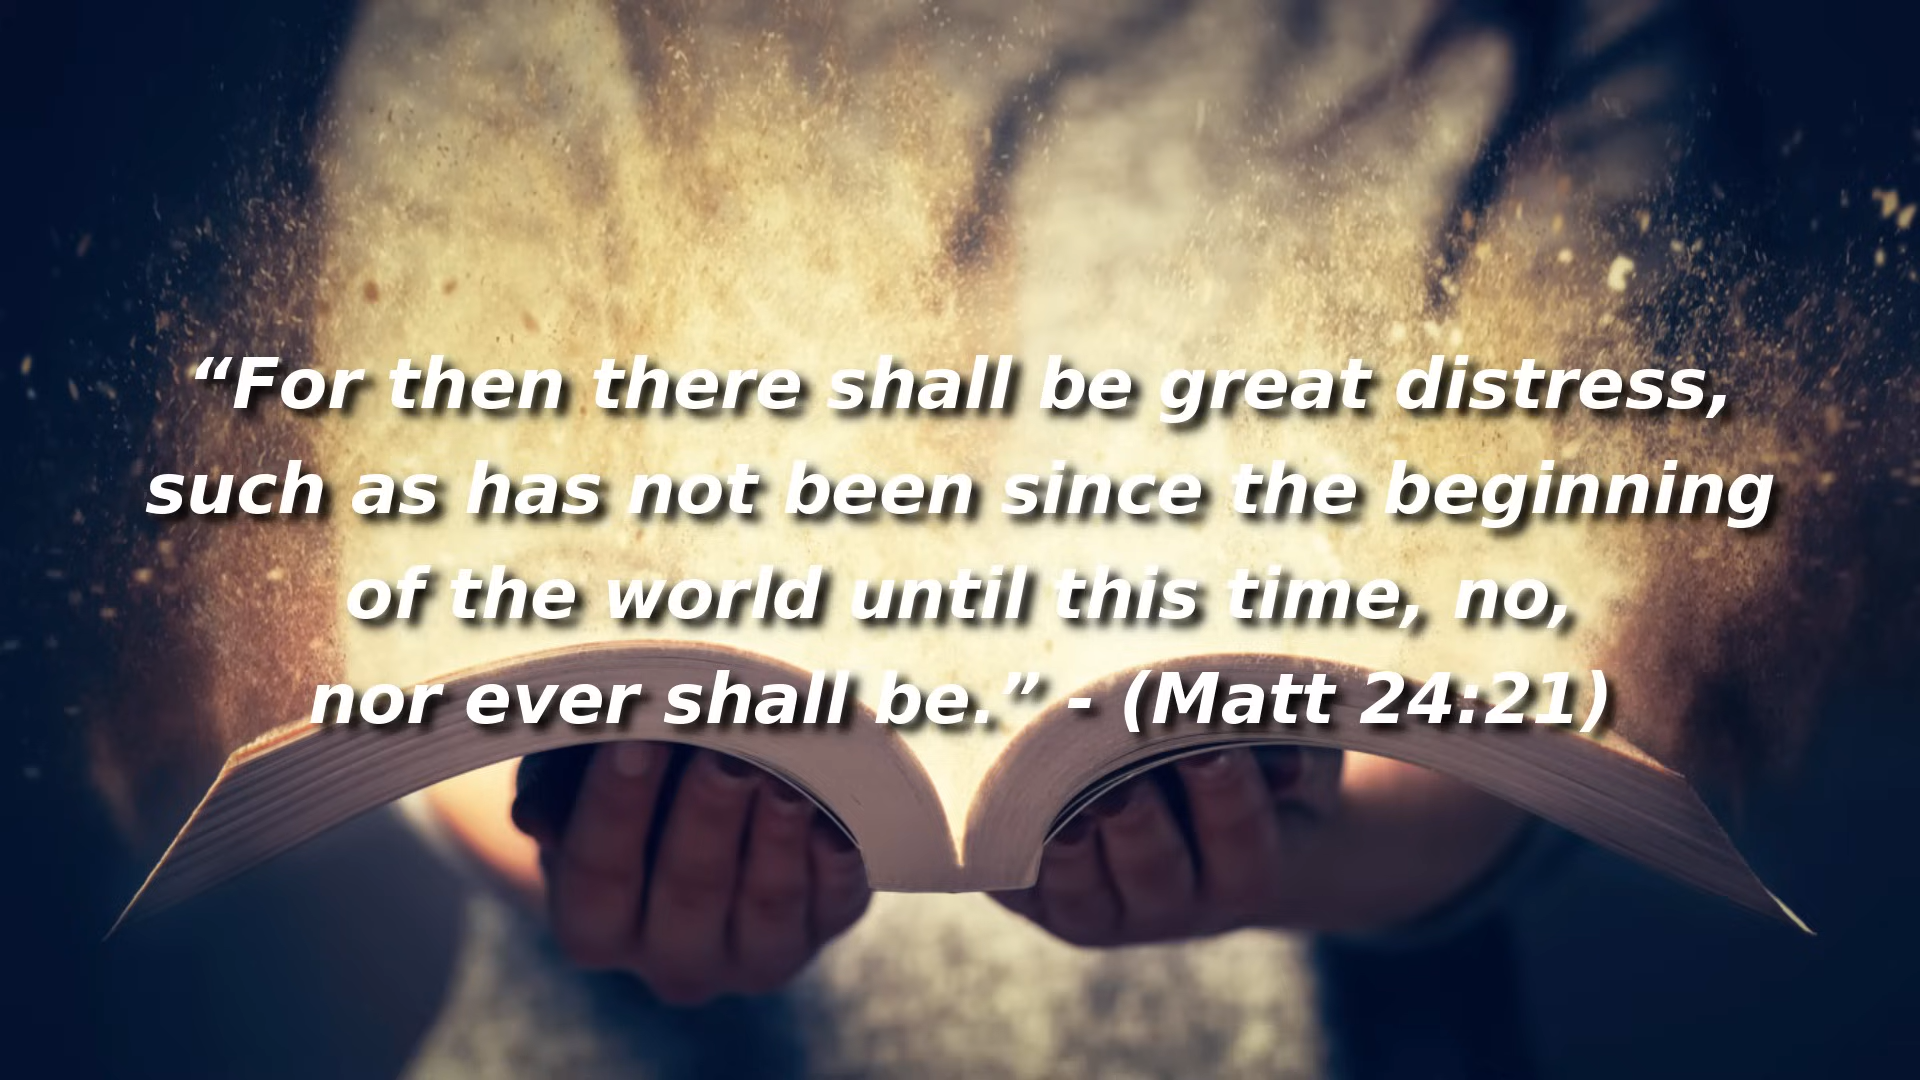 “For then there shall be great distress,
such as has not been since the beginning
of the world until this time, no,
nor ever shall be.” - (Matt 24:21)